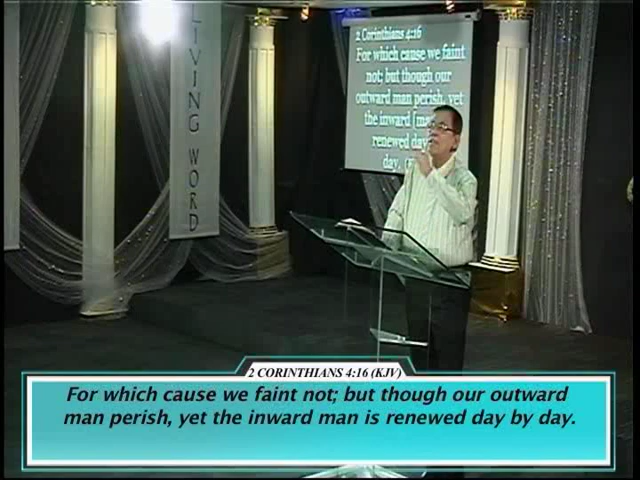 LIVING WORD
2 Corinthians 4:16
For which cause we faint
not; but though our
outward man perish, yet
the inward
renewed day
day.
2 CORINTHIANS 4:16 (KJV)
For which cause we faint not; but though our outward
man perish, yet the inward man is renewed day by day.